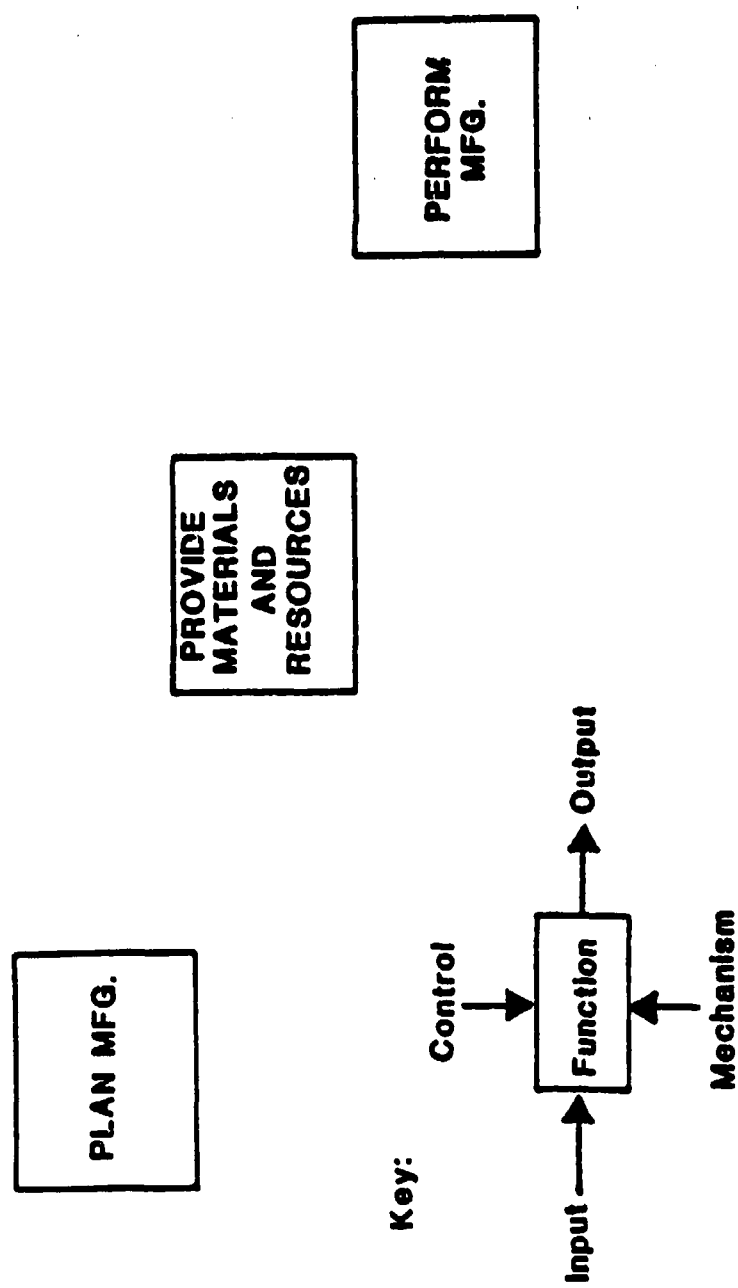 PLAN MFG.
PROVIDE
MATERIALS
AND
RESOURCES
PERFORM
MFG.
Key:
Control
Input
Function
Output
Mechanism